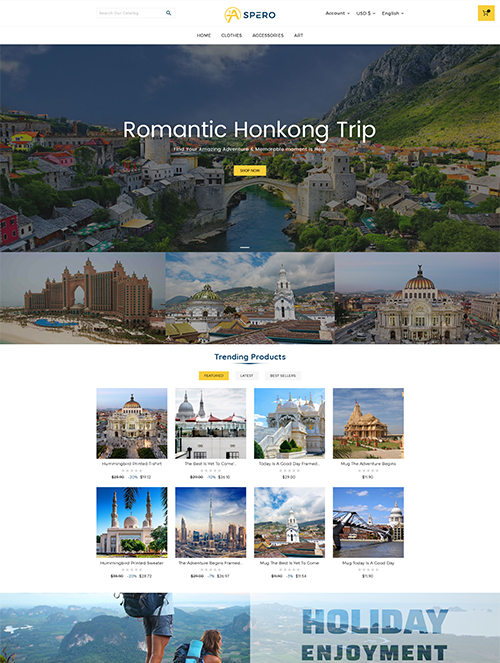 Search Our Catalog
ASPERO
Account
USD $
English
HOME
CLOTHES
ACCESSORIES
ART
Romantic Honkong Trip
Find Your Amazing Adventure & Memorable moment Is Here
SHOP NOW
Trending Products
FEATURED
LATEST
BEST SELLERS
Hummingbird Printed T-shirt
$23.90 -20% $19.12
The Best Is Yet To Come'
$29.00 -10% $26.10
Today Is A Good Day Framed...
$29.00
Mug The Adventure Begins
$11.90
Hummingbird Printed Sweater
$35.90 -20% $28.72
The Adventure Begins Framed...
$29.00 -7% $26.97
Mug The Best Is Yet To Come
-3% $11.54
Mug Today Is A Good Day
$11.90
HOLIDAY
ENJOYMENT